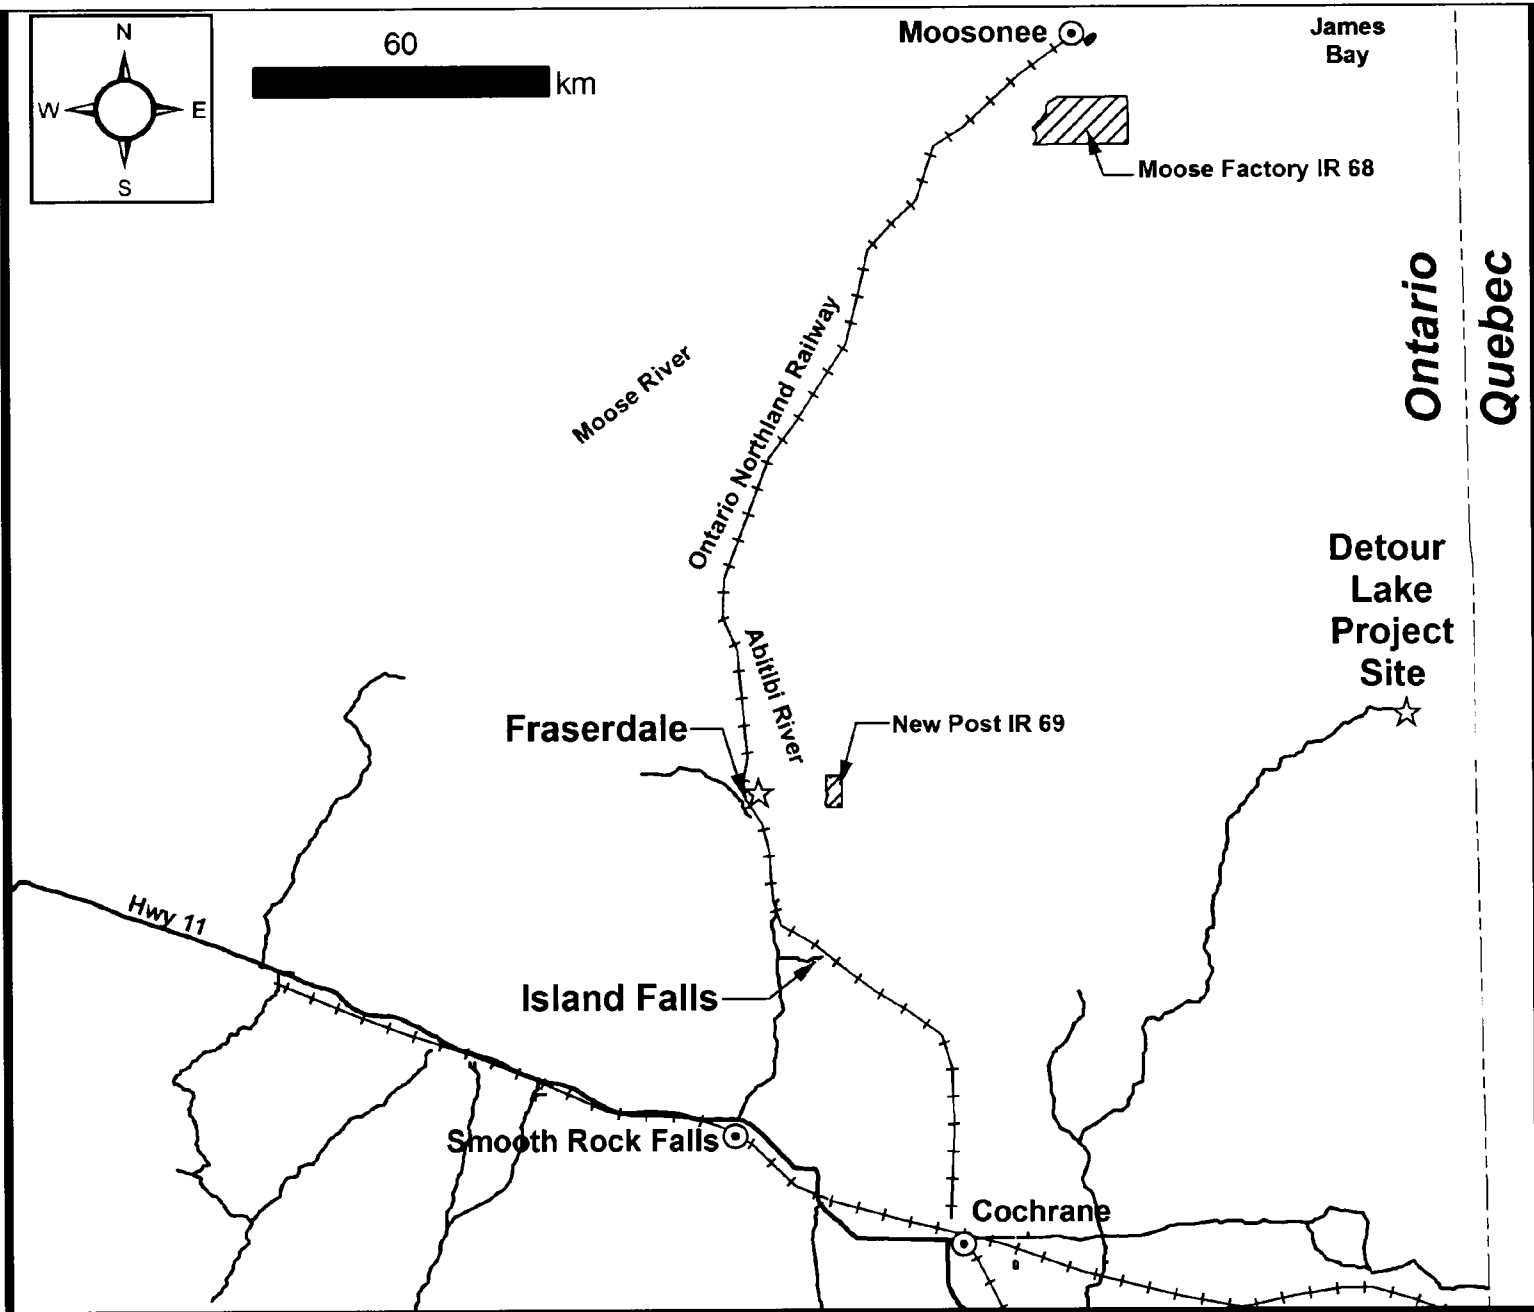 N
W
E
S
60
km
Moosonee
James
Bay
Moose Factory IR 68
Ontario
Quebec
Moose River
Ontario Northland Railway
Detour
Lake
Project
Site
Abitibi River
Fraserdale
New Post IR 69
Hwy 11
Island Falls
Smooth Rock Falls
Cochrane